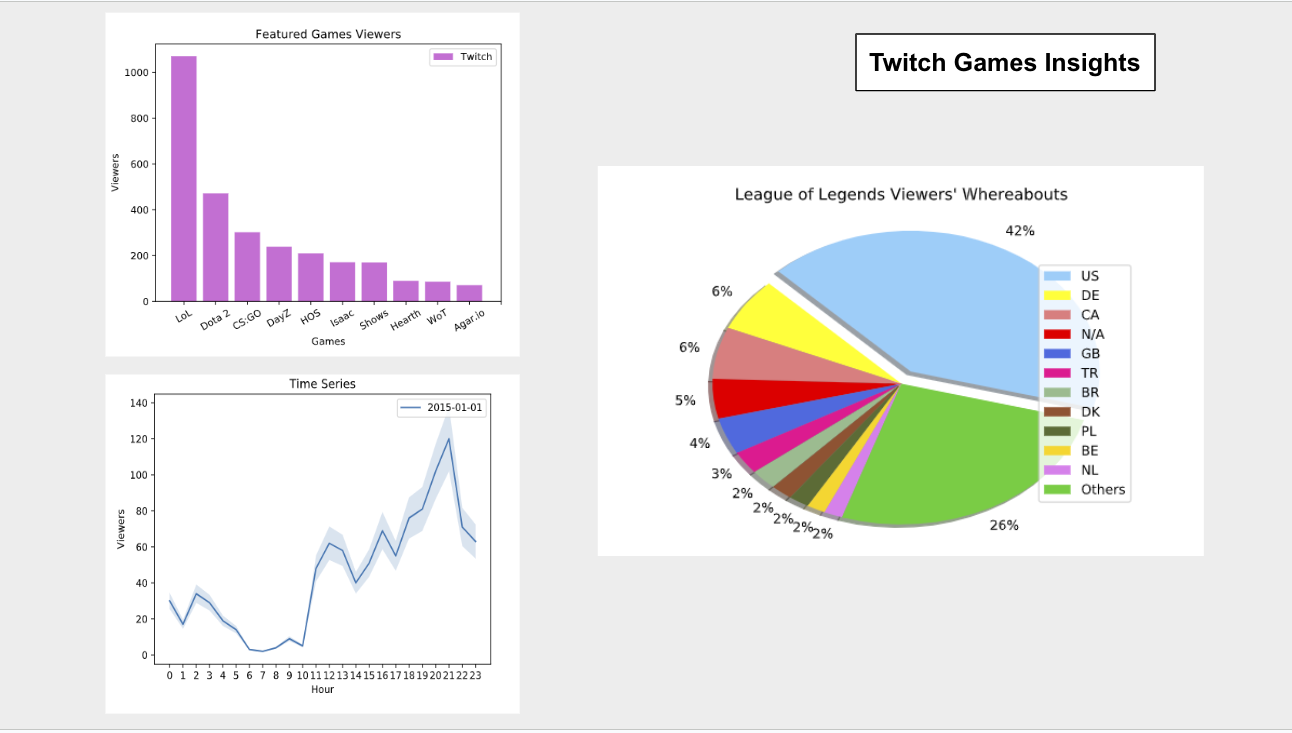 Featured Games Viewers
Twitch
1000
800
600
400
200
0
Viewers
LoL Dota 2 CS:GO DayZ HOS Isaac Shows Hearth WoT Agar.io
Games
Time Series
2015-01-01
140
120
100
80
60
40
20
0
Viewers
0 1 2 3 4 5 6 7 8 9 10 11 12 13 14 15 16 17 18 19 20 21 22 23
Hour
Twitch Games Insights
League of Legends Viewers' Whereabouts
42%
6%
6%
5%
4%
3%
2%
2%
2%
2%
2%
26%
US
DE
CA
N/A
GB
TR
BR
DK
PL
BE
NL
Others